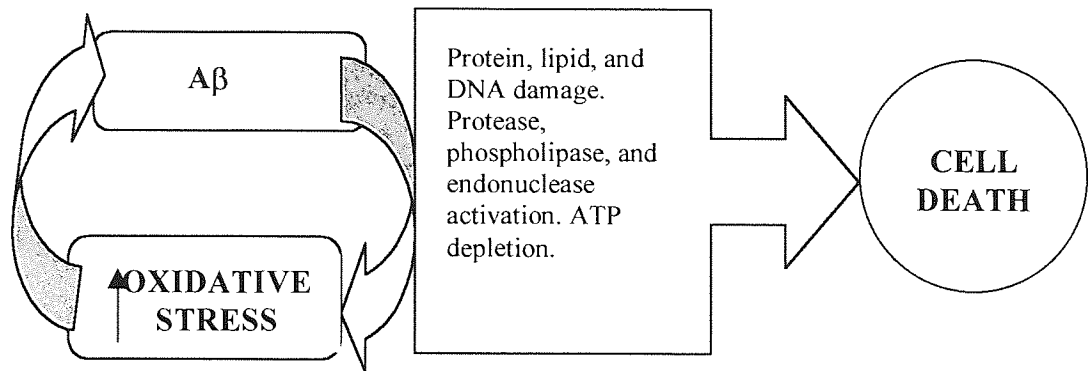 Aβ
OXIDATIVE
STRESS
Protein, lipid, and
DNA damage.
Protease,
phospholipase, and
endonuclease
activation. ATP
depletion.
CELL
DEATH